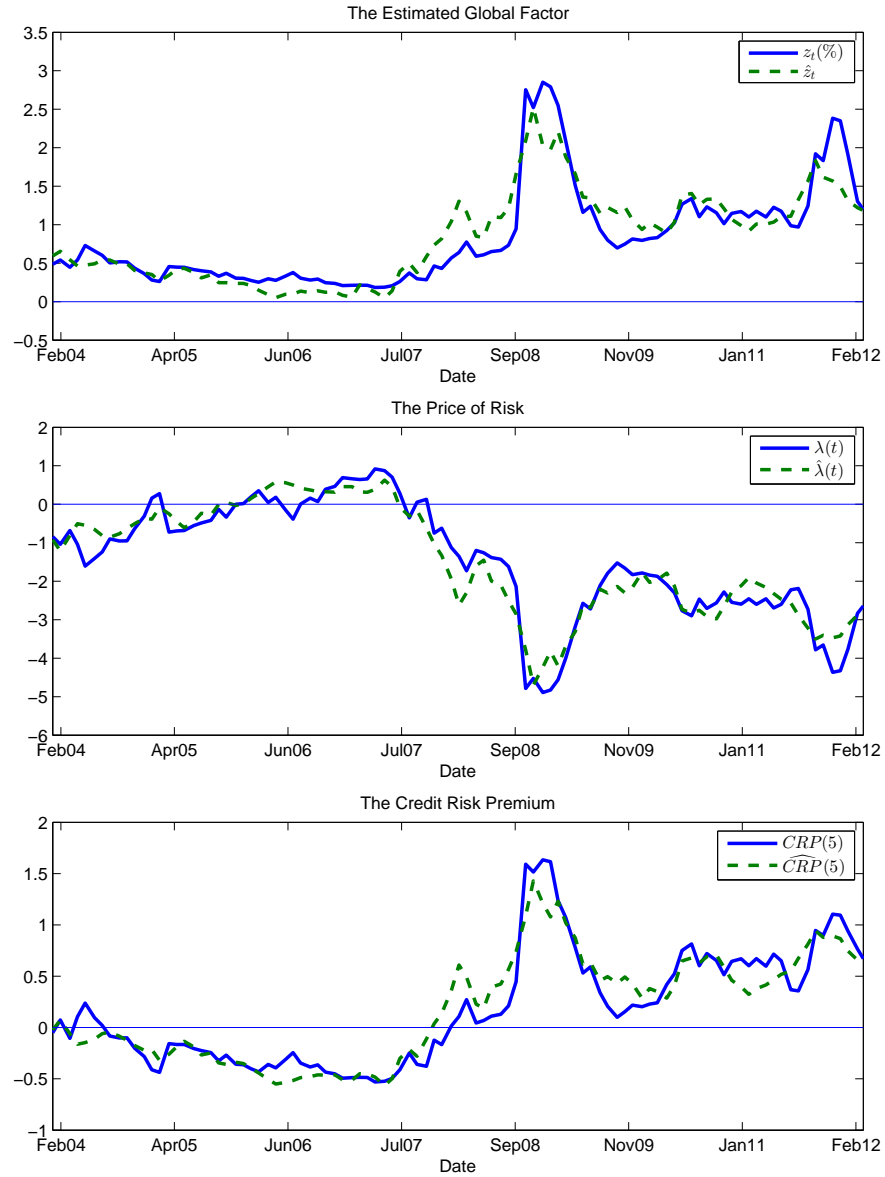 The Estimated Global Factor
3.5
3
2.5
2
1.5
1
0.5
0
−0.5
z_t(%)
ẑ_t
Feb04 Apr05 Jun06 Jul07 Sep08 Nov09 Jan11 Feb12
Date
The Price of Risk
2
1
0
−1
−2
−3
−4
−5
−6
λ(t)
λ̂(t)
Feb04 Apr05 Jun06 Jul07 Sep08 Nov09 Jan11 Feb12
Date
The Credit Risk Premium
2
1.5
1
0.5
0
−0.5
−1
CRP(5)
\widehat{CRP}(5)
Feb04 Apr05 Jun06 Jul07 Sep08 Nov09 Jan11 Feb12
Date